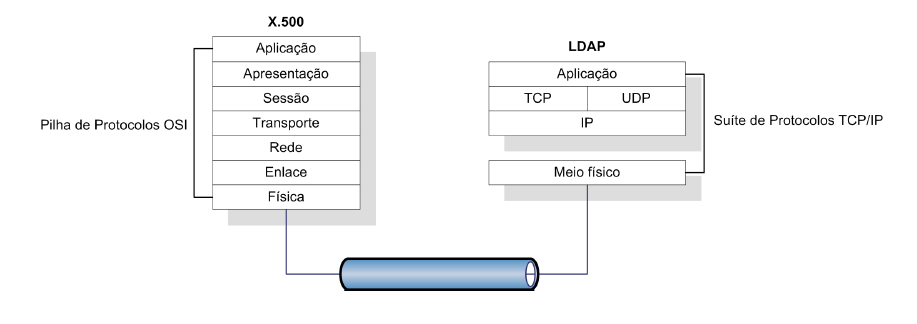 X.500
Aplicação
Apresentação
Sessão
Transporte
Rede
Enlace
Física
Pilha de Protocolos OSI
LDAP
Aplicação
TCP UDP
IP
Meio físico
Suíte de Protocolos TCP/IP